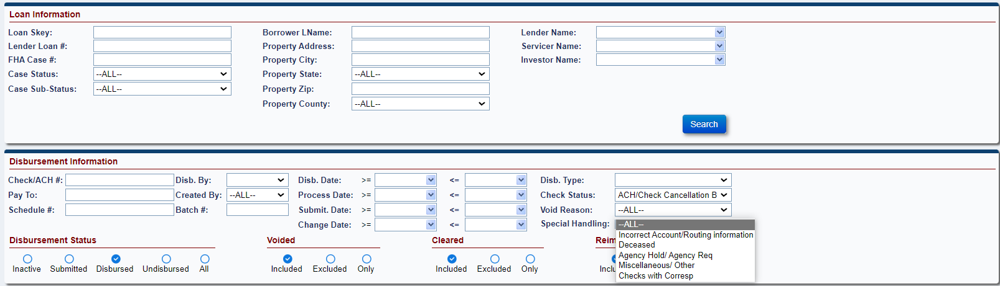 Loan Information
Loan Skey: Borrower LName: Lender Name:
Lender Loan #: Property Address: Servicer Name:
FHA Case #: Property City: Investor Name:
Case Status: --ALL-- Property State: --ALL--
Case Sub-Status: --ALL-- Property Zip:
Property County: --ALL--
Search
Disbursement Information
Check/ACH #: Disb. By: Disb. Date: >= <= Disb. Type:
Pay To: Created By: --ALL-- Process Date: >= <= Check Status: ACH/Check Cancellation B
Schedule #: Batch #: Submit. Date: >= <= Void Reason: --ALL--
Change Date: >= <= Special Handling:
--ALL--
Incorrect Account/Routing information
Deceased
Agency Hold/ Agency Req
Miscellaneous/ Other
Checks with Corresp
Disbursement Status Voided Cleared
Inactive Submitted Disbursed Undisbursed All Included Excluded Only Included Excluded Only